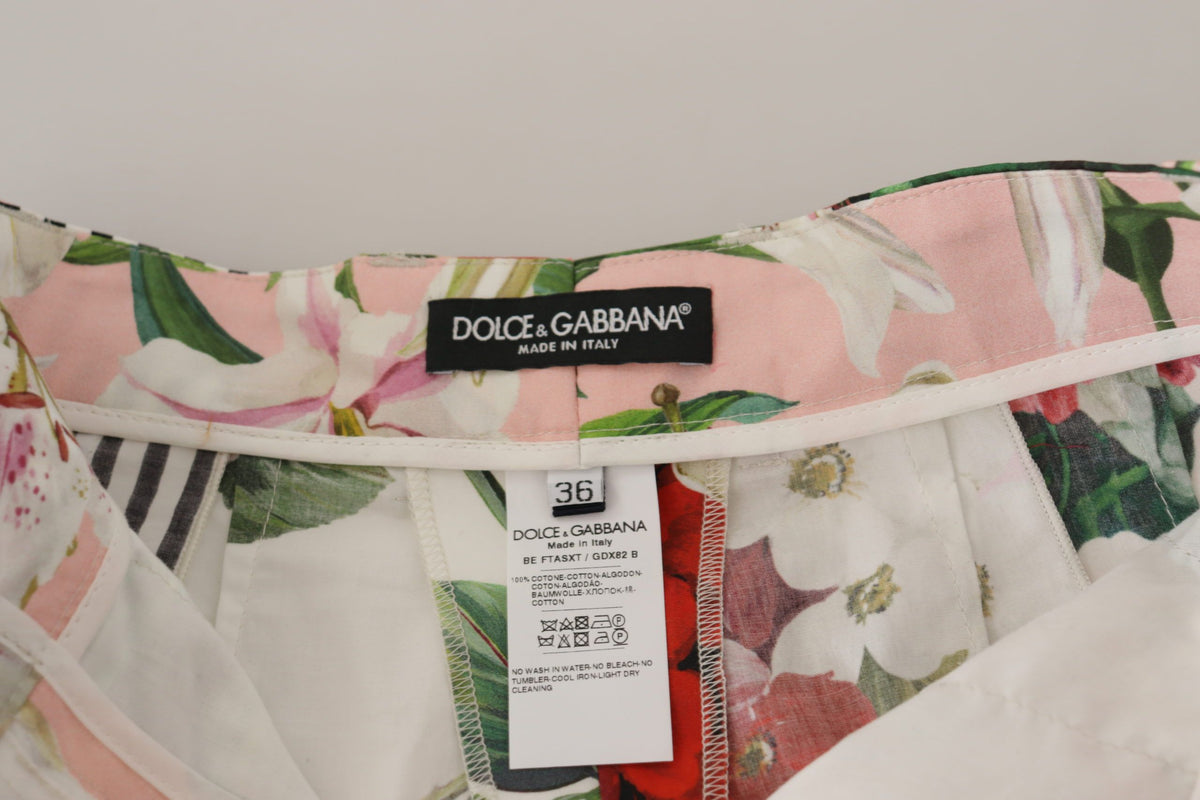 DOLCE & GABBANA®
MADE IN ITALY
36
DOLCE & GABBANA
Made in Italy
BE FTASXT / GDX82 B
100% COTONE-COTTON-ALGODON-
COTON-ALGODÃO-
BAUMWOLLE-ХЛОПОК-棉-
COTTON
NO WASH IN WATER-NO BLEACH-NO
TUMBLER-COOL IRON-LIGHT DRY
CLEANING